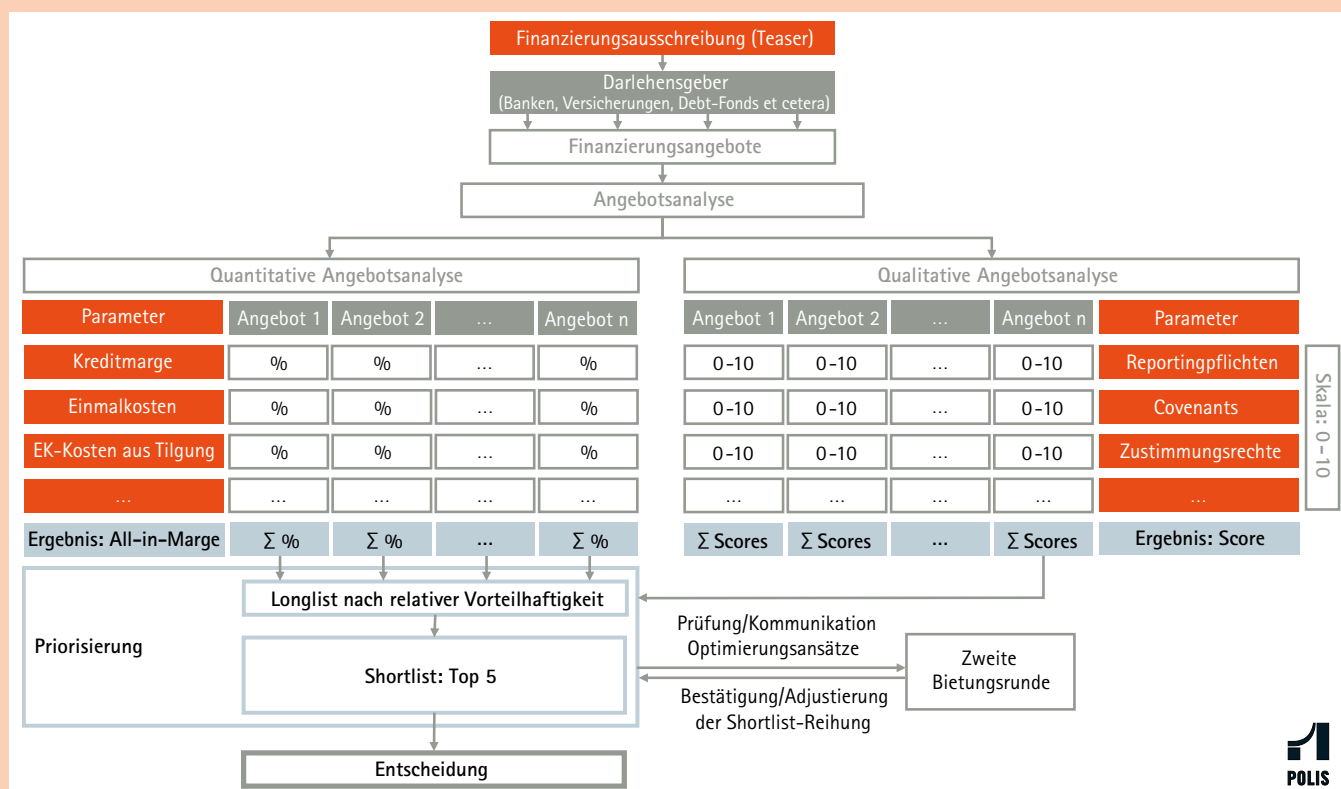 Finanzierungsausschreibung (Teaser)
Darlehensgeber
(Banken, Versicherungen, Debt-Fonds et cetera)
Finanzierungsangebote
Angebotsanalyse
Quantitative Angebotsanalyse
Parameter Angebot 1 Angebot 2 ... Angebot n
Kreditmarge % % ... %
Einmalkosten % % ... %
EK-Kosten aus Tilgung % % ... %
... ... ... ... ...
Ergebnis: All-in-Marge Σ % Σ % ... Σ %
Qualitative Angebotsanalyse
Angebot 1 Angebot 2 ... Angebot n Parameter
0-10 0-10 ... 0-10 Reportingpflichten
0-10 0-10 ... 0-10 Covenants
0-10 0-10 ... 0-10 Zustimmungsrechte
... ... ... ... ...
Σ Scores Σ Scores ... Σ Scores Ergebnis: Score
Skala: 0-10
Priorisierung
Longlist nach relativer Vorteilhaftigkeit
Shortlist: Top 5
Prüfung/Kommunikation
Optimierungsansätze
Bestätigung/Adjustierung
der Shortlist-Reihung
Zweite
Bietungsrunde
Entscheidung
POLIS